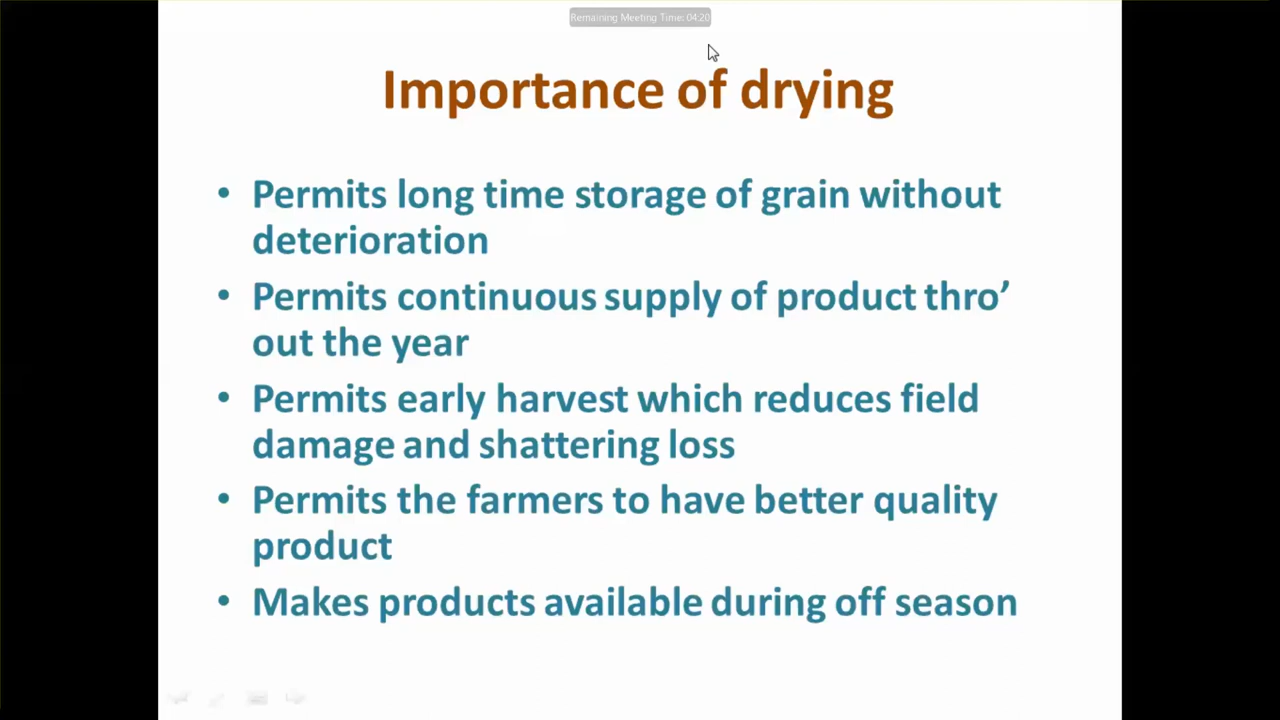 Remaining Meeting Time: 04:20
Importance of drying
• Permits long time storage of grain without
deterioration
• Permits continuous supply of product thro’
out the year
• Permits early harvest which reduces field
damage and shattering loss
• Permits the farmers to have better quality
product
• Makes products available during off season